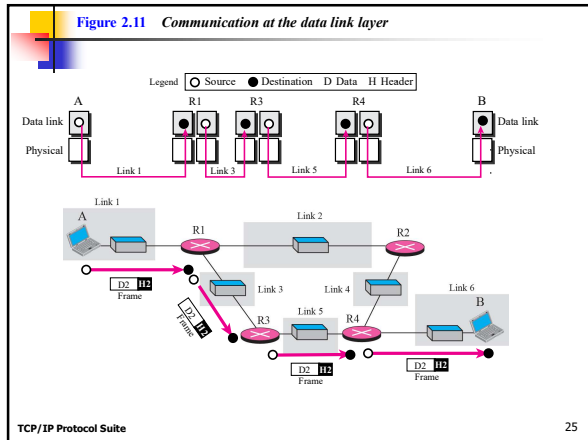 Figure 2.11 Communication at the data link layer
Legend Source Destination D Data H Header
A R1 R3 R4 B
Data link Data link
Physical Physical
Link 1 Link 3 Link 5 Link 6
Link 1
A
R1
Link 2
R2
D2 H2
Frame
Link 3
D2 H2
Frame
R3
Link 5
Link 4
R4
Link 6
B
D2 H2
Frame
D2 H2
Frame
TCP/IP Protocol Suite 25